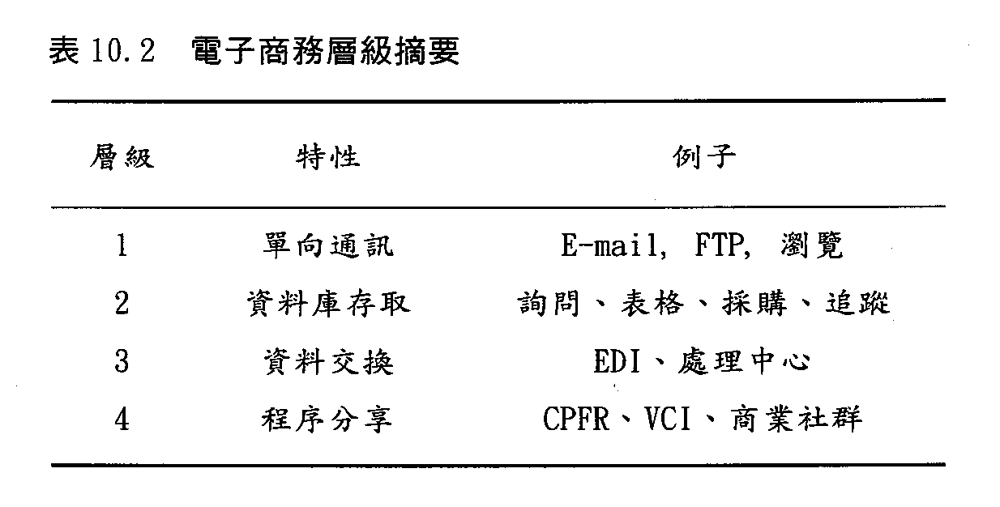 表 10.2 電子商務層級摘要
層級 特性 例子
1 單向通訊 E-mail, FTP, 瀏覽
2 資料庫存取 詢問、表格、採購、追蹤
3 資料交換 EDI、處理中心
4 程序分享 CPFR、VCI、商業社群